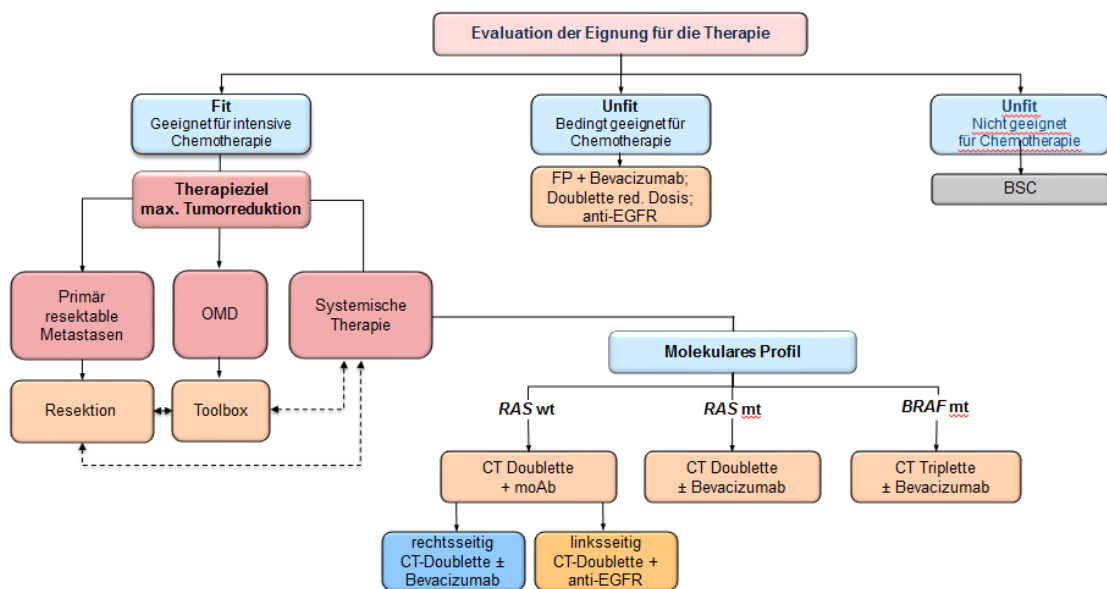 Evaluation der Eignung für die Therapie
Fit
Geeignet für intensive
Chemotherapie
Unfit
Bedingt geeignet für
Chemotherapie
Unfit
Nicht geeignet
für Chemotherapie
Therapieziel
max. Tumorreduktion
FP + Bevacizumab;
Doublette red. Dosis;
anti-EGFR
BSC
Primär
resektable
Metastasen
OMD
Systemische
Therapie
Molekulares Profil
Resektion
Toolbox
RAS wt
RAS mt
BRAF mt
CT Doublette
+ moAb
CT Doublette
± Bevacizumab
CT Triplette
± Bevacizumab
rechtsseitig
CT-Doublette ±
Bevacizumab
linksseitig
CT-Doublette +
anti-EGFR